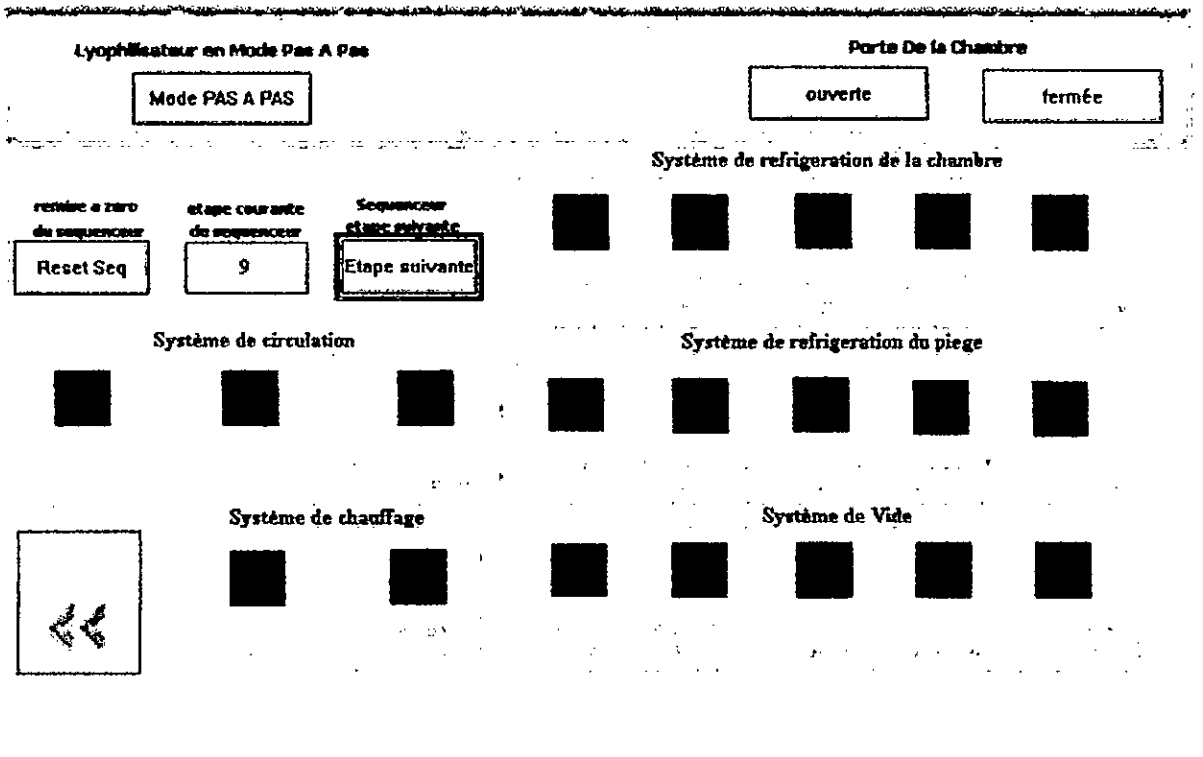 Lyophilisateur en Mode Pas A Pas
Porte De la Chambre
Mode PAS A PAS
ouverte
fermée
Système de refrigeration de la chambre
remise a zero
du sequenceur
etape courante
du sequenceur
Sequenceur
etape suivante
Reset Seq
9
Etape suivante
Système de circulation
Système de refrigeration du piege
Système de chauffage
Système de Vide